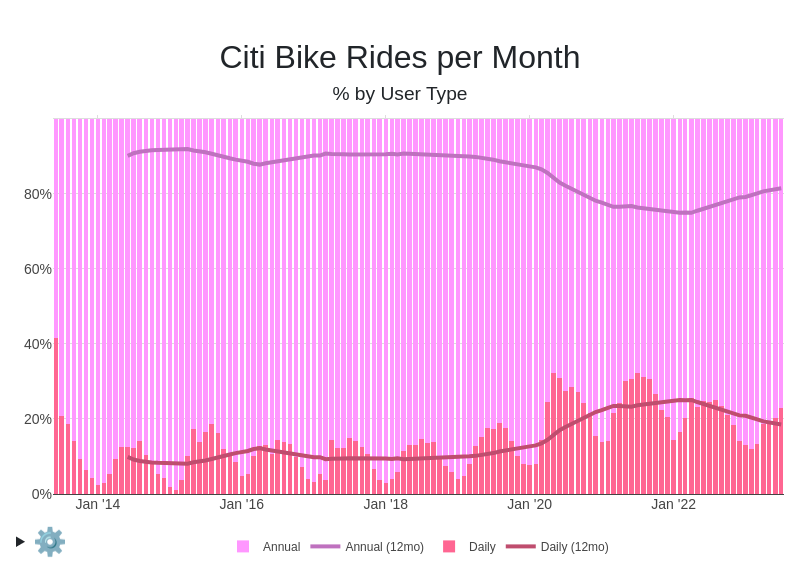 Citi Bike Rides per Month
% by User Type
80%
60%
40%
20%
0%
Jan '14 Jan '16 Jan '18 Jan '20 Jan '22
Annual Annual (12mo) Daily Daily (12mo)